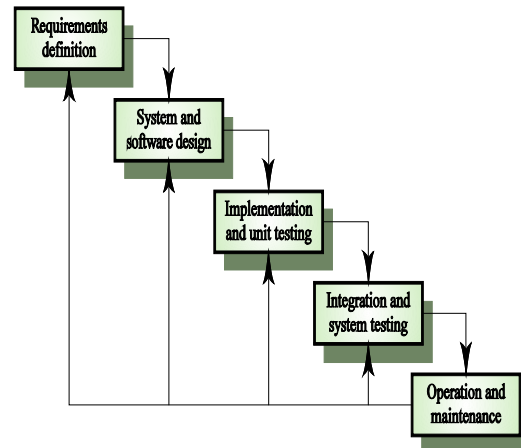 Requirements
definition
System and
software design
Implementation
and unit testing
Integration and
system testing
Operation and
maintenance